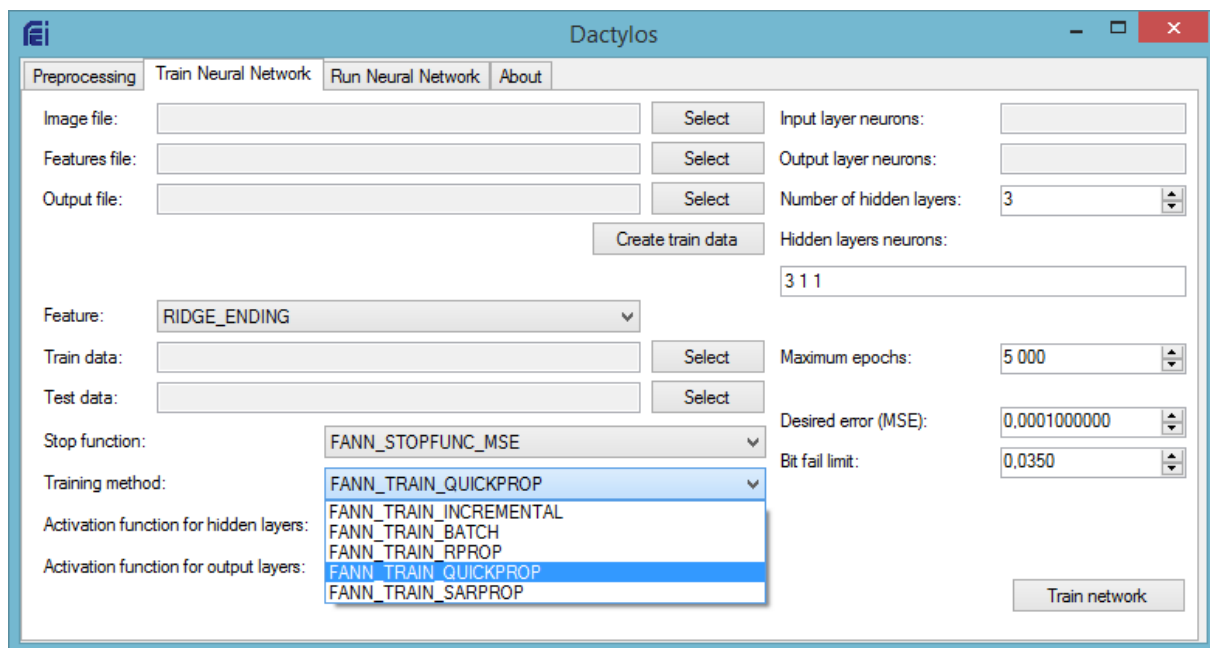 Dactylos
Preprocessing Train Neural Network Run Neural Network About
Image file: Select Input layer neurons:
Features file: Select Output layer neurons:
Output file: Select Number of hidden layers: 3
Create train data Hidden layers neurons:
3 1 1
Feature: RIDGE_ENDING
Train data: Select Maximum epochs: 5 000
Test data: Select
Desired error (MSE): 0,0001000000
Stop function: FANN_STOPFUNC_MSE
Bit fail limit: 0,0350
Training method: FANN_TRAIN_QUICKPROP
FANN_TRAIN_INCREMENTAL
Activation function for hidden layers: FANN_TRAIN_BATCH
FANN_TRAIN_RPROP
Activation function for output layers: FANN_TRAIN_QUICKPROP
FANN_TRAIN_SARPROP
Train network